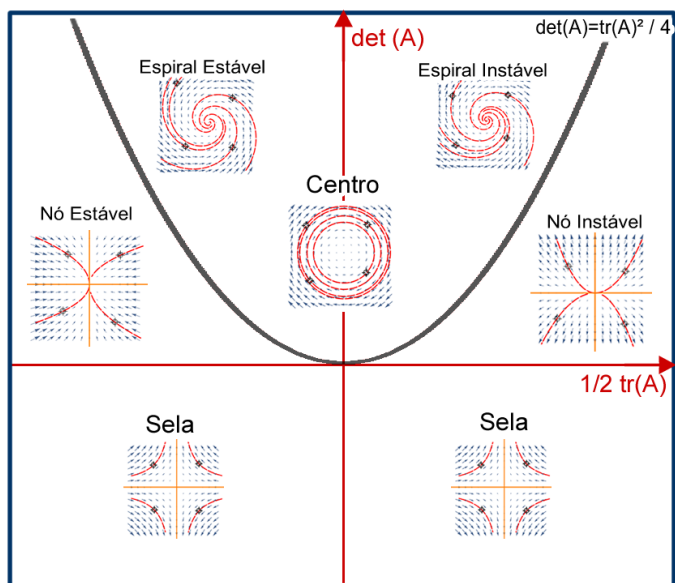 det (A)
det(A)=tr(A)² / 4
Espiral Estável
Espiral Instável
Centro
Nó Estável
Nó Instável
1/2 tr(A)
Sela
Sela